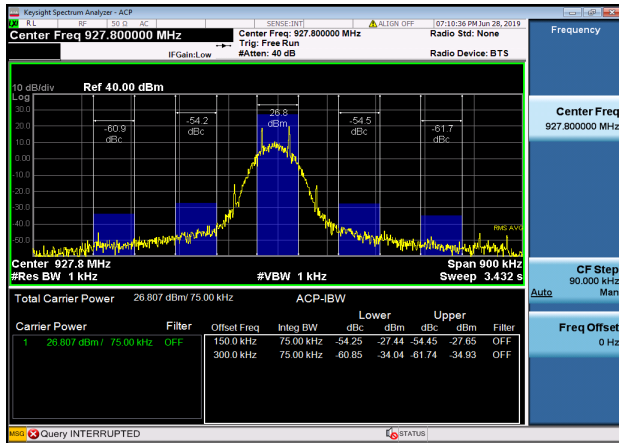 Keysight Spectrum Analyzer - ACP
RL RF 50 Ω AC SENSE:INT ALIGN OFF 07:10:36 PM Jun 28, 2019
Center Freq 927.800000 MHz
Center Freq: 927.800000 MHz
Radio Std: None
Trig: Free Run
IFGain:Low
#Atten: 40 dB
Radio Device: BTS
10 dB/div
Ref 40.00 dBm
Log
30.0
20.0
10.0
0.00
-10.0
-20.0
-30.0
-40.0
-50.0
-60.9 dBc
-54.2 dBc
26.8 dBm
-54.5 dBc
-61.7 dBc
RMS AVG
Center 927.8 MHz
Span 900 kHz
#Res BW 1 kHz
#VBW 1 kHz
Sweep 3.432 s
Total Carrier Power 26.807 dBm/ 75.00 kHz
ACP-IBW
Lower Upper
Carrier Power Filter
Offset Freq Integ BW dBc dBm dBc dBm Filter
1 26.807 dBm / 75.00 kHz OFF
150.0 kHz 75.00 kHz -54.25 -27.44 -54.45 -27.65 OFF
300.0 kHz 75.00 kHz -60.85 -34.04 -61.74 -34.93 OFF
MSG Query INTERRUPTED
STATUS
Frequency
Center Freq
927.800000 MHz
CF Step
90.000 kHz
Auto Man
Freq Offset
0 Hz